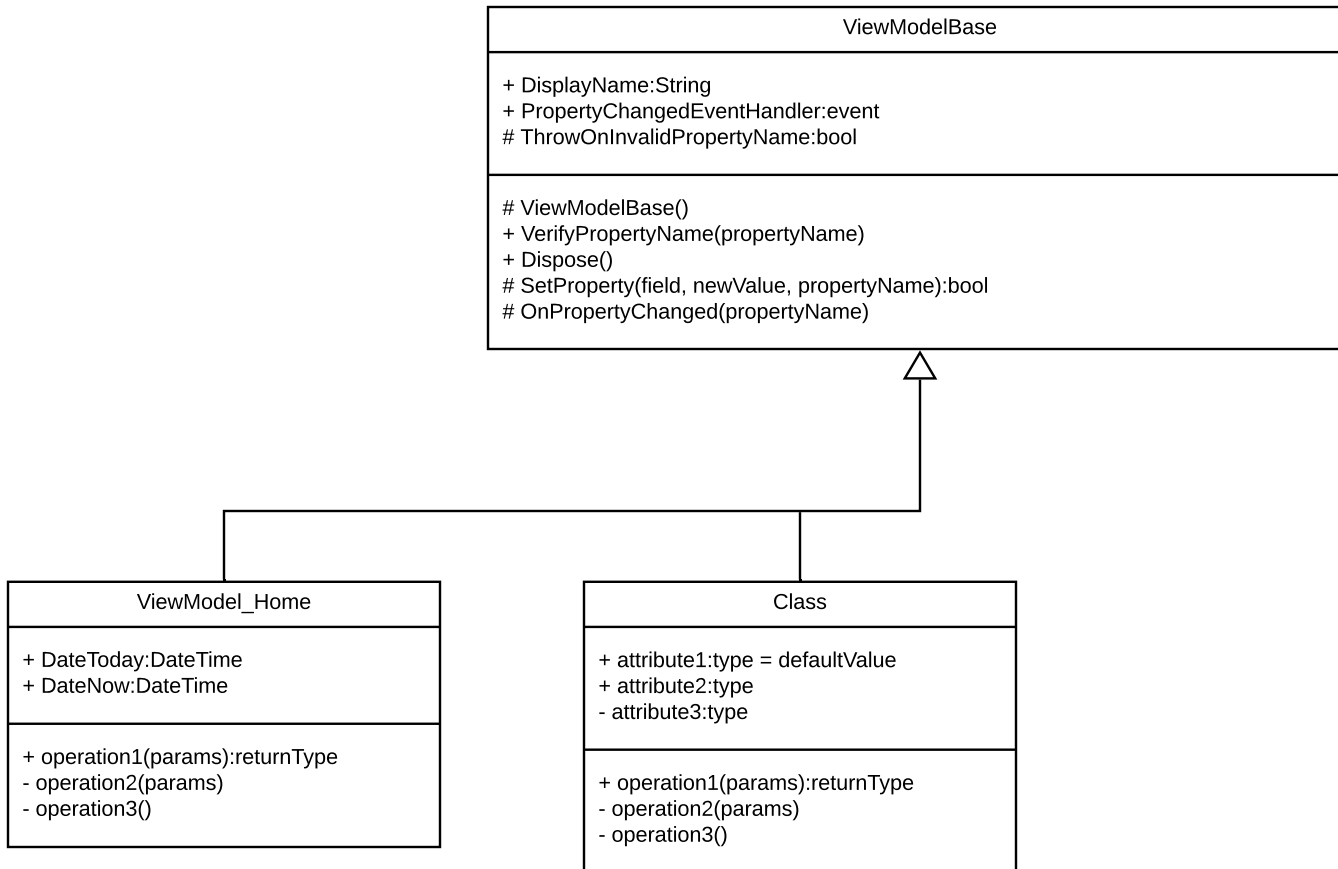 ViewModelBase
+ DisplayName:String
+ PropertyChangedEventHandler:event
# ThrowOnInvalidPropertyName:bool
# ViewModelBase()
+ VerifyPropertyName(propertyName)
+ Dispose()
# SetProperty(field, newValue, propertyName):bool
# OnPropertyChanged(propertyName)
ViewModel_Home
+ DateToday:DateTime
+ DateNow:DateTime
+ operation1(params):returnType
- operation2(params)
- operation3()
Class
+ attribute1:type = defaultValue
+ attribute2:type
- attribute3:type
+ operation1(params):returnType
- operation2(params)
- operation3()